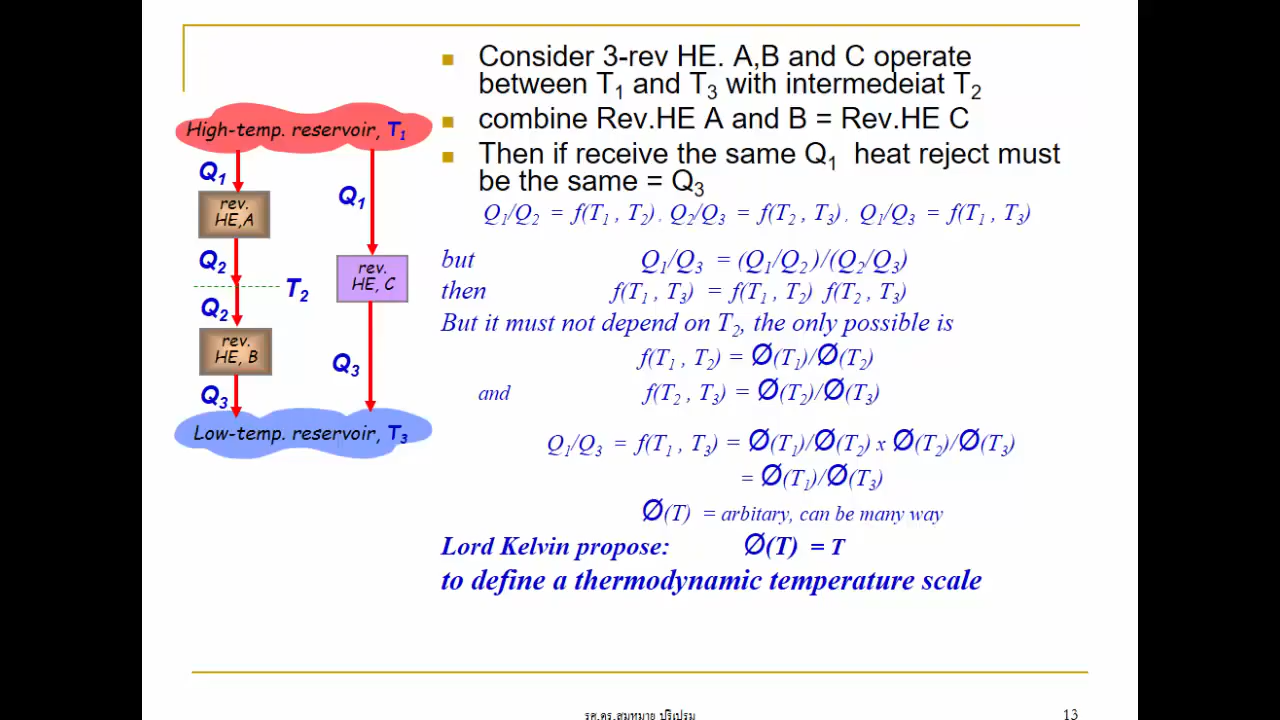 Consider 3-rev HE. A,B and C operate
between T₁ and T₃ with intermedeiat T₂
combine Rev.HE A and B = Rev.HE C
Then if receive the same Q₁ heat reject must
be the same = Q₃
Q₁/Q₂ = f(T₁ , T₂), Q₂/Q₃ = f(T₂ , T₃), Q₁/Q₃ = f(T₁ , T₃)
but Q₁/Q₃ = (Q₁/Q₂ )/(Q₂/Q₃)
then f(T₁ , T₃) = f(T₁ , T₂) f(T₂ , T₃)
But it must not depend on T₂, the only possible is
f(T₁ , T₂) = Ø(T₁)/Ø(T₂)
and f(T₂ , T₃) = Ø(T₂)/Ø(T₃)
Q₁/Q₃ = f(T₁ , T₃) = Ø(T₁)/Ø(T₂) x Ø(T₂)/Ø(T₃)
= Ø(T₁)/Ø(T₃)
Ø(T) = arbitary, can be many way
Lord Kelvin propose: Ø(T) = T
to define a thermodynamic temperature scale
High-temp. reservoir, T₁
Q₁
Q₁
rev.
HE,A
Q₂
T₂
rev.
HE, C
Q₂
rev.
HE, B
Q₃
Q₃
Low-temp. reservoir, T₃
รศ.ดร.สมหมาย ปรีเปรม
13